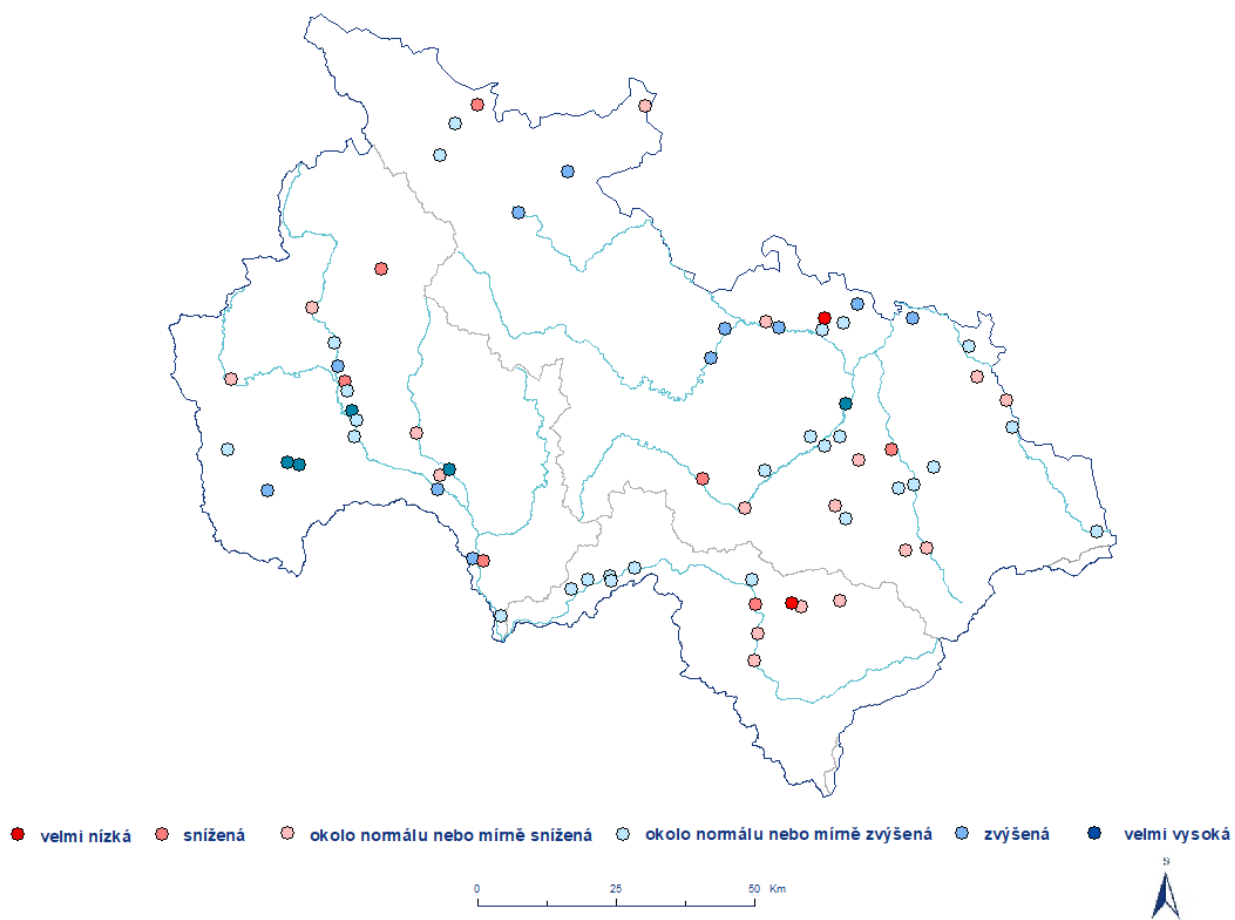 velmi nízká snížená okolo normálu nebo mírně snížená okolo normálu nebo mírně zvýšená zvýšená velmi vysoká
S
0 25 50 Km